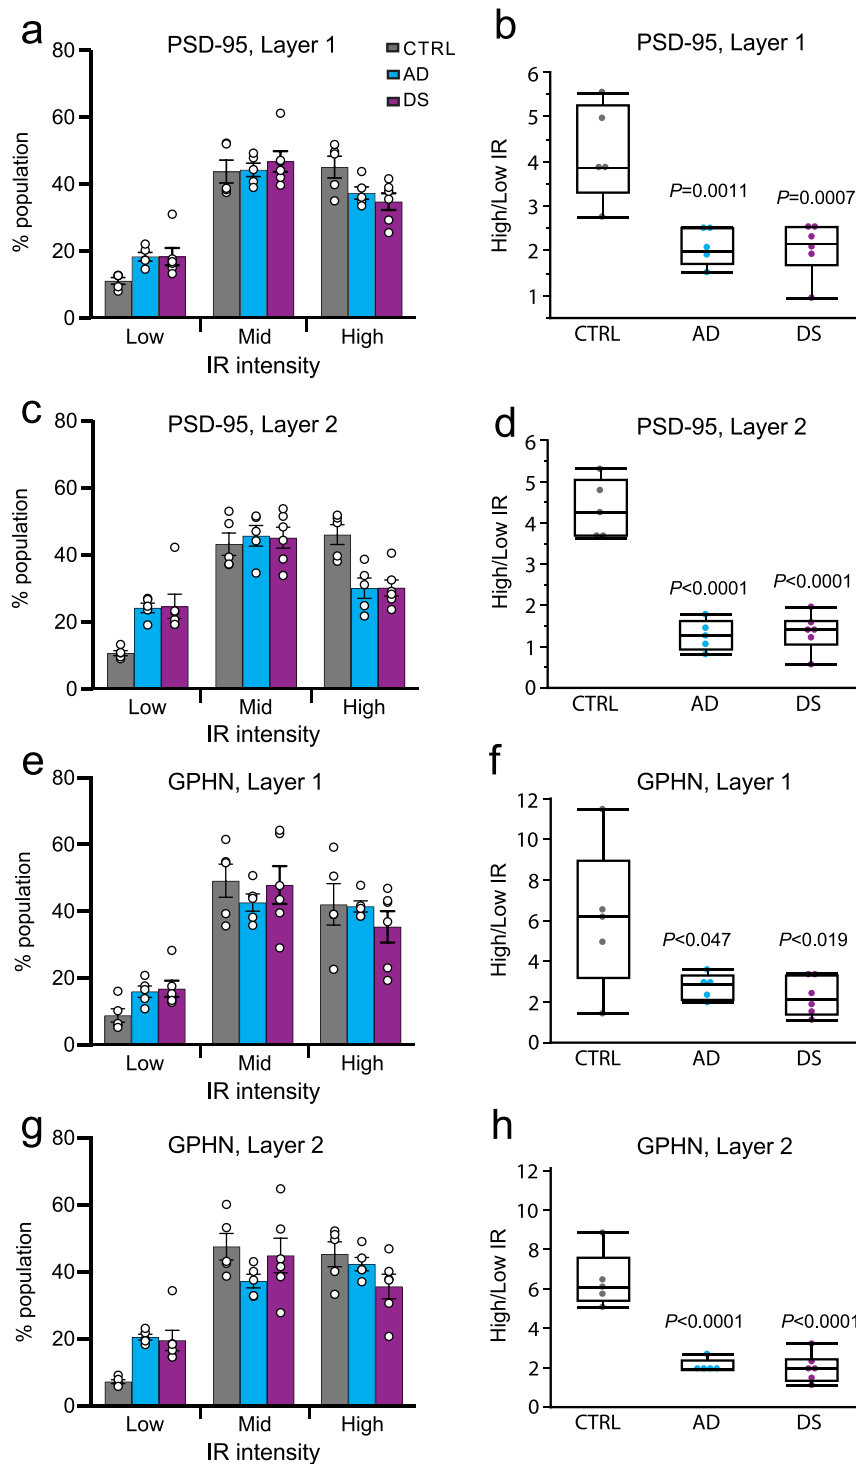 a
PSD-95, Layer 1
CTRL
AD
DS
% population
80
60
40
20
0
Low
Mid
High
IR intensity
b
PSD-95, Layer 1
High/Low IR
6
5
4
3
2
1
P=0.0011
P=0.0007
CTRL
AD
DS
c
PSD-95, Layer 2
% population
80
60
40
20
0
Low
Mid
High
IR intensity
d
PSD-95, Layer 2
High/Low IR
6
5
4
3
2
1
0
P<0.0001
P<0.0001
CTRL
AD
DS
e
GPHN, Layer 1
% population
80
60
40
20
0
Low
Mid
High
IR intensity
f
GPHN, Layer 1
High/Low IR
12
10
8
6
4
2
0
P<0.047
P<0.019
CTRL
AD
DS
g
GPHN, Layer 2
% population
80
60
40
20
0
Low
Mid
High
IR intensity
h
GPHN, Layer 2
High/Low IR
12
10
8
6
4
2
0
P<0.0001
P<0.0001
CTRL
AD
DS